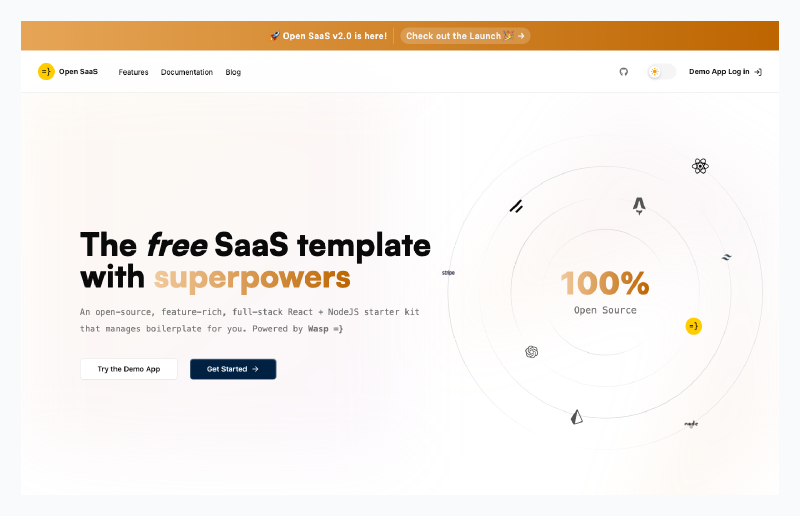 🚀 Open SaaS v2.0 is here! Check out the Launch 🎉 →
=} Open SaaS Features Documentation Blog Demo App Log in
The free SaaS template
with superpowers
An open-source, feature-rich, full-stack React + NodeJS starter kit
that manages boilerplate for you. Powered by Wasp =}
Try the Demo App Get Started →
stripe
100%
Open Source
=}
node